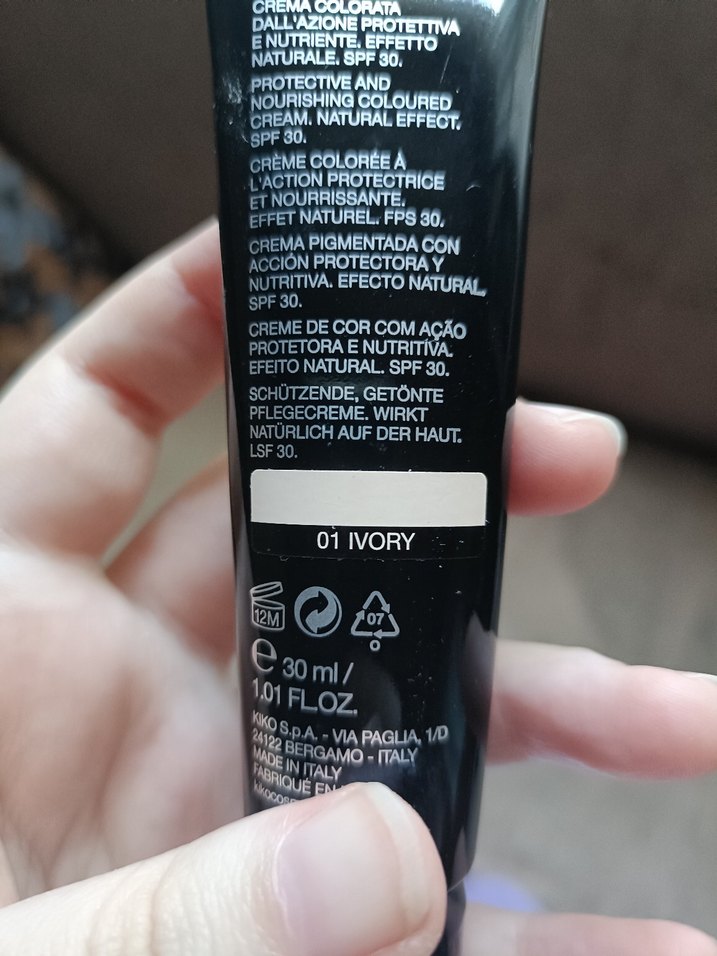 CREMA COLORATA
DALL'AZIONE PROTETTIVA
E NUTRIENTE. EFFETTO
NATURALE. SPF 30.
PROTECTIVE AND
NOURISHING COLOURED
CREAM. NATURAL EFFECT.
SPF 30.
CRÈME COLORÉE À
L'ACTION PROTECTRICE
ET NOURRISSANTE.
EFFET NATUREL. FPS 30.
CREMA PIGMENTADA CON
ACCIÓN PROTECTORA Y
NUTRITIVA. EFECTO NATURAL.
SPF 30.
CREME DE COR COM AÇÃO
PROTETORA E NUTRITIVA.
EFEITO NATURAL. SPF 30.
SCHÜTZENDE, GETÖNTE
PFLEGECREME. WIRKT
NATÜRLICH AUF DER HAUT.
LSF 30.
01 IVORY
12M
07
O
e 30 ml /
1.01 FL.OZ.
KIKO S.p.A. - VIA PAGLIA, 1/D
24122 BERGAMO - ITALY
MADE IN ITALY
FABRIQUÉ EN